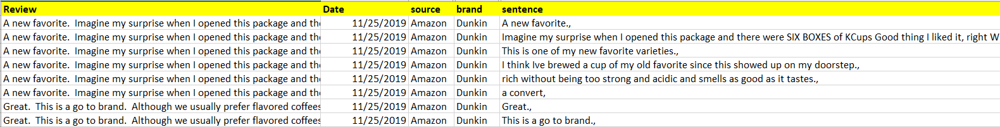 Review Date source brand sentence
A new favorite.  Imagine my surprise when I opened this package and the 11/25/2019 Amazon Dunkin A new favorite.,
A new favorite.  Imagine my surprise when I opened this package and the 11/25/2019 Amazon Dunkin Imagine my surprise when I opened this package and there were SIX BOXES of KCups Good thing I liked it, right W
A new favorite.  Imagine my surprise when I opened this package and the 11/25/2019 Amazon Dunkin This is one of my new favorite varieties.,
A new favorite.  Imagine my surprise when I opened this package and the 11/25/2019 Amazon Dunkin I think Ive brewed a cup of my old favorite since this showed up on my doorstep.,
A new favorite.  Imagine my surprise when I opened this package and the 11/25/2019 Amazon Dunkin rich without being too strong and acidic and smells as good as it tastes.,
A new favorite.  Imagine my surprise when I opened this package and the 11/25/2019 Amazon Dunkin a convert,
Great.  This is a go to brand.  Although we usually prefer flavored coffees 11/25/2019 Amazon Dunkin Great.,
Great.  This is a go to brand.  Although we usually prefer flavored coffees 11/25/2019 Amazon Dunkin This is a go to brand.,